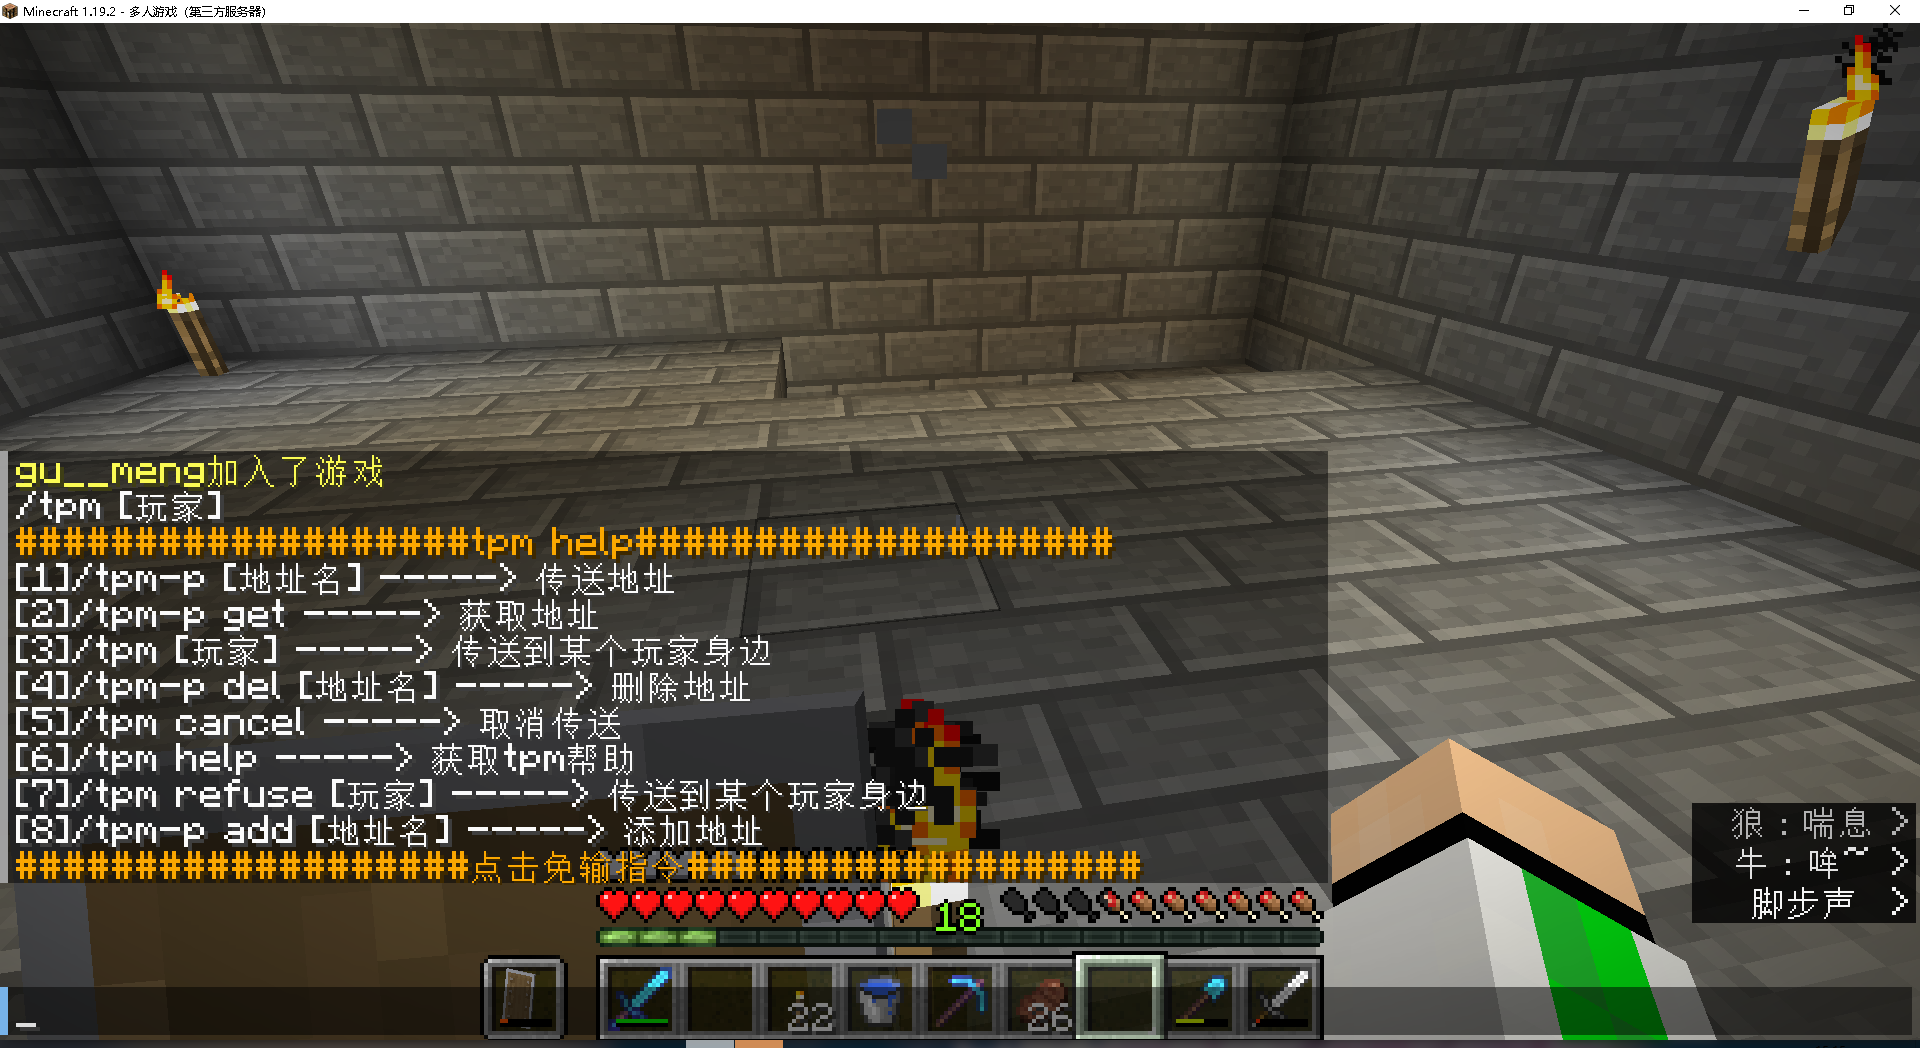 Minecraft 1.19.2 - 多人游戏（第三方服务器）
gu__meng加入了游戏
/tpm [玩家]
###################tpm help####################
[1]/tpm-p [地址名] -----> 传送地址
[2]/tpm-p get -----> 获取地址
[3]/tpm [玩家] -----> 传送到某个玩家身边
[4]/tpm-p del [地址名] -----> 删除地址
[5]/tpm cancel -----> 取消传送
[6]/tpm help -----> 获取tpm帮助
[7]/tpm refuse [玩家] -----> 传送到某个玩家身边
[8]/tpm-p add [地址名] -----> 添加地址
###################点击免输指令###################
狼：喘息 >
牛：哞~ >
脚步声 >
18
22
26
_